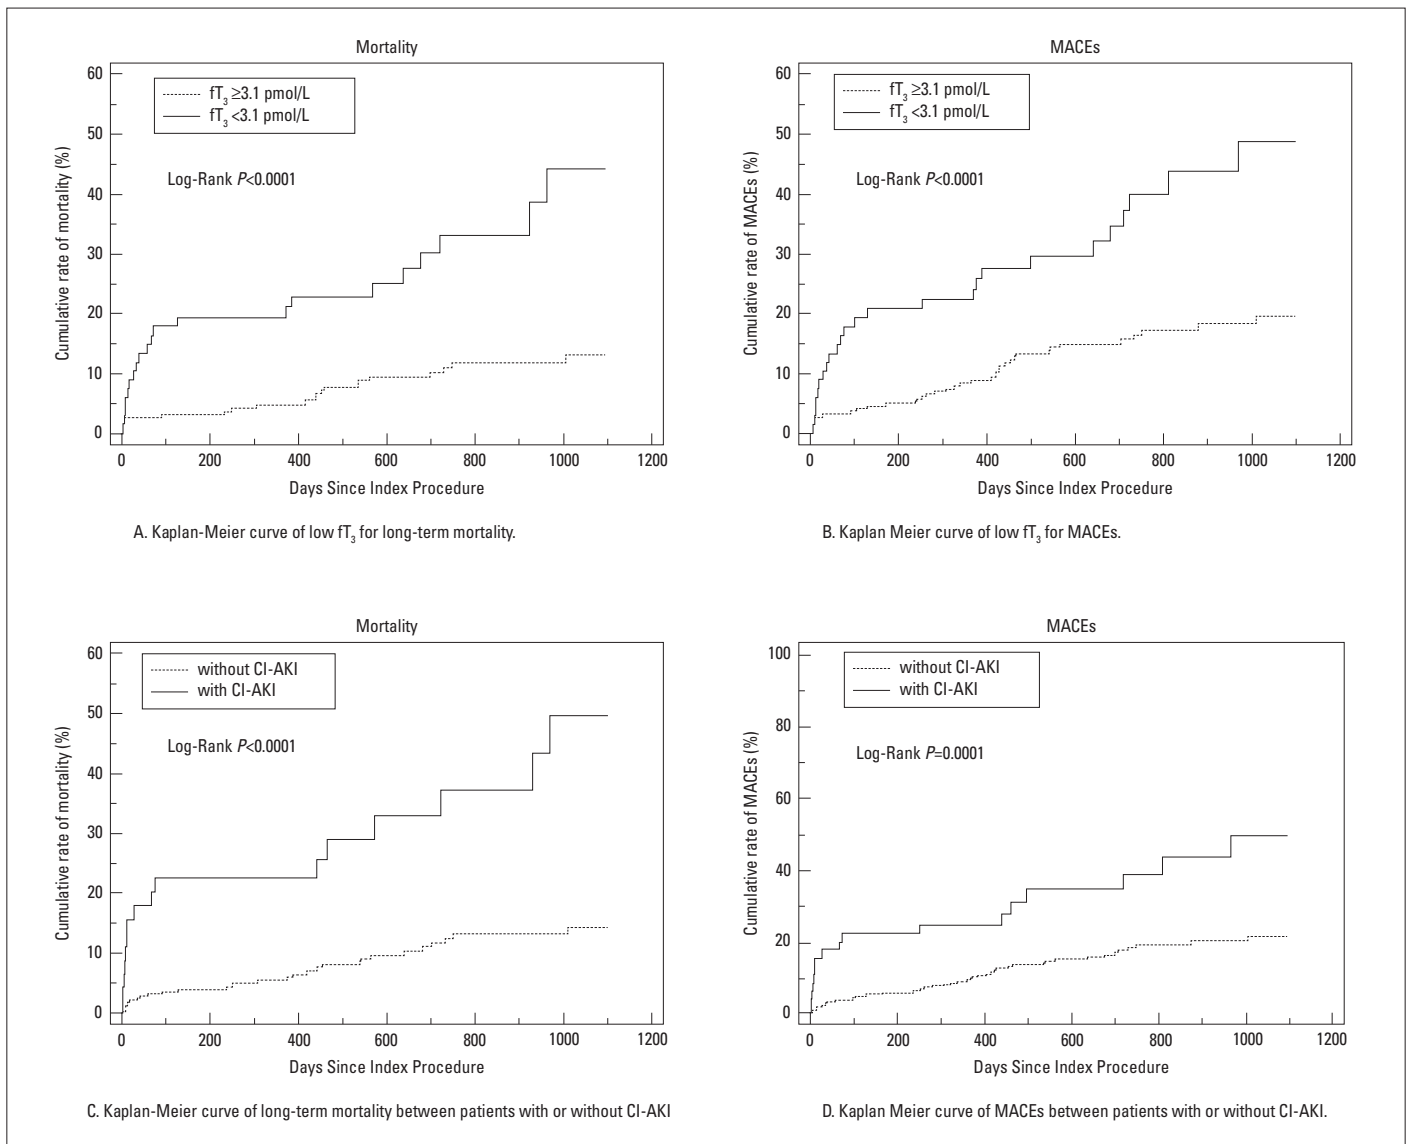 Mortality
60
50
40
30
20
10
0
Cumulative rate of mortality (%)
fT3 ≥3.1 pmol/L
fT3 <3.1 pmol/L
Log-Rank P<0.0001
0 200 400 600 800 1000 1200
Days Since Index Procedure
A. Kaplan-Meier curve of low fT3 for long-term mortality.
MACEs
60
50
40
30
20
10
0
Cumulative rate of MACEs (%)
fT3 ≥3.1 pmol/L
fT3 <3.1 pmol/L
Log-Rank P<0.0001
0 200 400 600 800 1000 1200
Days Since Index Procedure
B. Kaplan Meier curve of low fT3 for MACEs.
Mortality
60
50
40
30
20
10
0
Cumulative rate of mortality (%)
without CI-AKI
with CI-AKI
Log-Rank P<0.0001
0 200 400 600 800 1000 1200
Days Since Index Procedure
C. Kaplan-Meier curve of long-term mortality between patients with or without CI-AKI
MACEs
100
80
60
40
20
0
Cumulative rate of MACEs (%)
without CI-AKI
with CI-AKI
Log-Rank P=0.0001
0 200 400 600 800 1000 1200
Days Since Index Procedure
D. Kaplan Meier curve of MACEs between patients with or without CI-AKI.